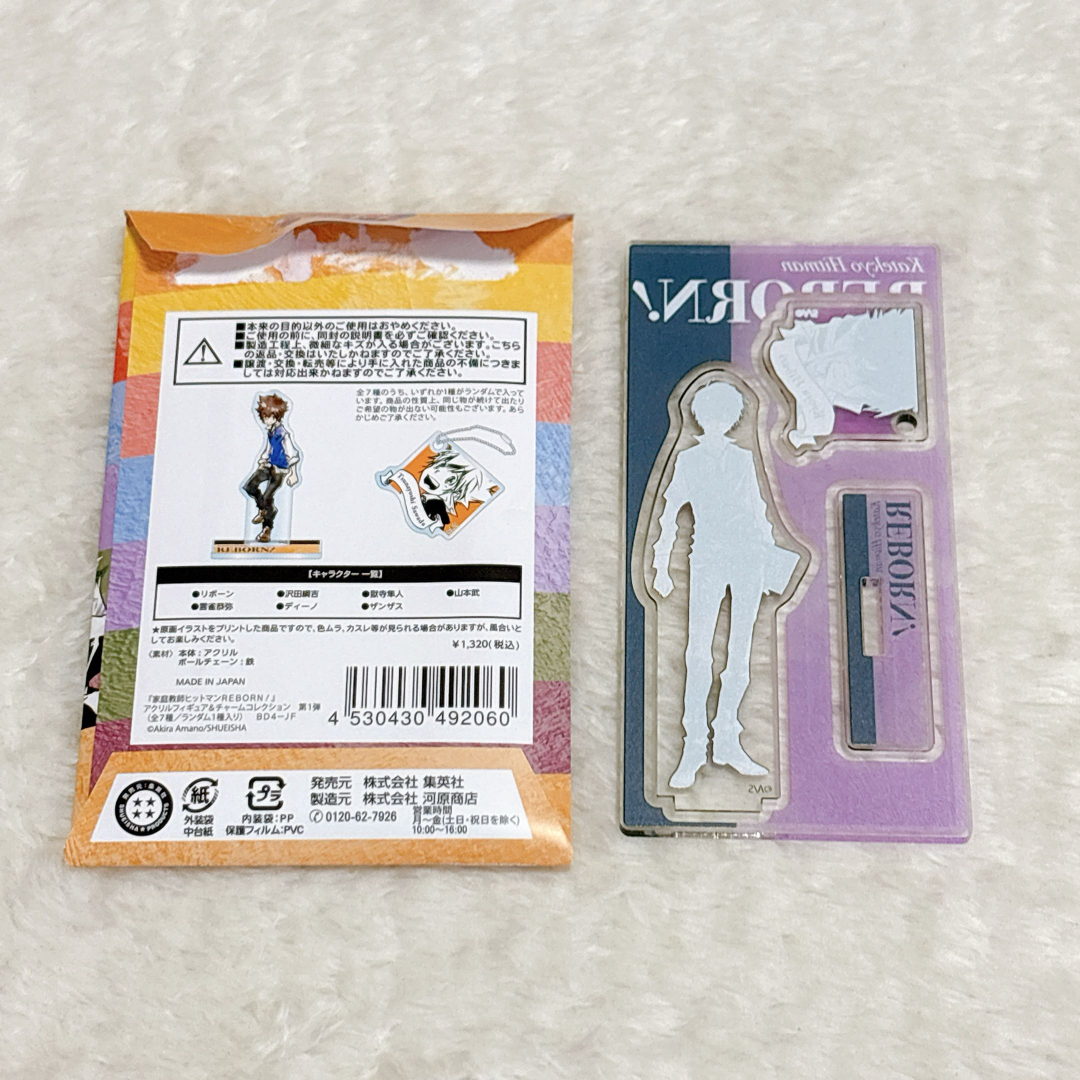 ■本来の目的以外のご使用はおやめください。
■ご使用の前に、同封の説明書を必ずご確認ください。
■製造工程上、微細なキズが入る場合がございます。こちら
の返品・交換はいたしかねますのでご了承ください。
■譲渡・交換・転売等により手に入れた商品の不備につきま
しては対応出来かねますのでご了承ください。
全7種のうち、いずれか1種がランダムで入って
います。商品の性質上、同じ物が続けて出たり
ご希望の物が出ない可能性もございます。あら
かじめご了承ください。
Tsunayoshi Sawada
REBORN!
【キャラクター 一覧】
●リボーン ●沢田綱吉 ●獄寺隼人 ●山本武
●雲雀恭弥 ●ディーノ ●ザンザス
★原画イラストをプリントした商品ですので、色ムラ、カスレ等が見られる場合がありますが、風合いと
してお楽しみください。
¥1,320(税込)
〈素材〉本体:アクリル
ボールチェーン:鉄
MADE IN JAPAN
『家庭教師ヒットマンREBORN!』
アクリルフィギュア&チャームコレクション 第1弾
(全7種/ランダム1種入り) BD4-JF
©Akira Amano/SHUEISHA
4 530430 492060
SHUEISHA PRODUCTS
紙
外装袋
中台紙
プラ
内装袋:PP
保護フィルム:PVC
発売元 株式会社 集英社
製造元 株式会社 河原商店
0120-62-7926
営業時間
月~金(土日・祝日を除く)
10:00~16:00
Katekyo Hitman
REBORN!
©A/S
Katekyo Hitman
REBORN!
©A/S